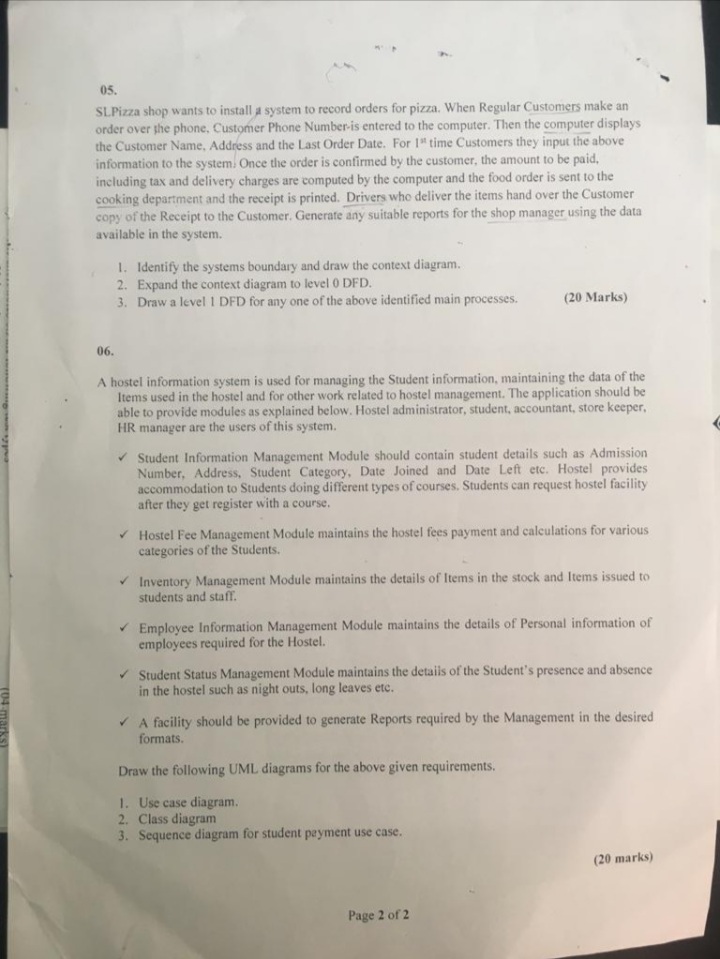 05.
SLPizza shop wants to install a system to record orders for pizza. When Regular Customers make an
order over the phone, Customer Phone Number is entered to the computer. Then the computer displays
the Customer Name, Address and the Last Order Date. For 1st time Customers they input the above
information to the system. Once the order is confirmed by the customer, the amount to be paid,
including tax and delivery charges are computed by the computer and the food order is sent to the
cooking department and the receipt is printed. Drivers who deliver the items hand over the Customer
copy of the Receipt to the Customer. Generate any suitable reports for the shop manager using the data
available in the system.
1. Identify the systems boundary and draw the context diagram.
2. Expand the context diagram to level 0 DFD.
3. Draw a level 1 DFD for any one of the above identified main processes. (20 Marks)
06.
A hostel information system is used for managing the Student information, maintaining the data of the
Items used in the hostel and for other work related to hostel management. The application should be
able to provide modules as explained below. Hostel administrator, student, accountant, store keeper,
HR manager are the users of this system.
✓ Student Information Management Module should contain student details such as Admission
Number, Address, Student Category, Date Joined and Date Left etc. Hostel provides
accommodation to Students doing different types of courses. Students can request hostel facility
after they get register with a course.
✓ Hostel Fee Management Module maintains the hostel fees payment and calculations for various
categories of the Students.
✓ Inventory Management Module maintains the details of Items in the stock and Items issued to
students and staff.
✓ Employee Information Management Module maintains the details of Personal information of
employees required for the Hostel.
✓ Student Status Management Module maintains the details of the Student's presence and absence
in the hostel such as night outs, long leaves etc.
✓ A facility should be provided to generate Reports required by the Management in the desired
formats.
Draw the following UML diagrams for the above given requirements.
1. Use case diagram.
2. Class diagram
3. Sequence diagram for student payment use case.
(20 marks)
Page 2 of 2
(04 marks)